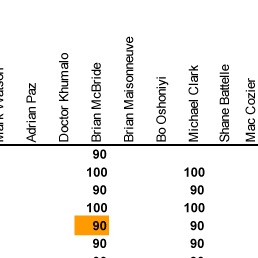 Adrian Paz
Doctor Khumalo
Brian McBride
Brian Maisonneuve
Bo Oshoniyi
Michael Clark
Shane Battelle
Mac Cozier
90
100 100
90 90
100 100
90 90
90 90